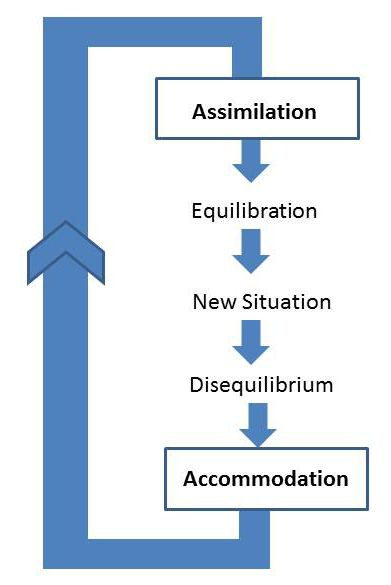 Assimilation
Equilibration
New Situation
Disequilibrium
Accommodation